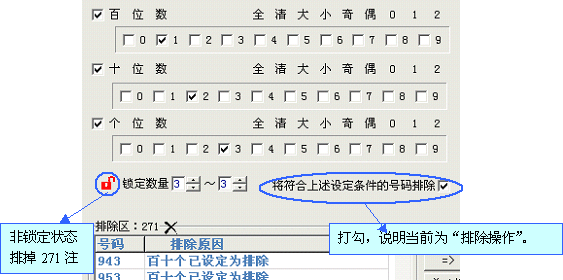 百 位 数 全 清 大 小 奇 偶 0 1 2
0 1 2 3 4 5 6 7 8 9
十 位 数 全 清 大 小 奇 偶 0 1 2
0 1 2 3 4 5 6 7 8 9
个 位 数 全 清 大 小 奇 偶 0 1 2
0 1 2 3 4 5 6 7 8 9
锁定数量 3 ～ 3 将符合上述设定条件的号码排除
非锁定状态
排掉 271 注
打勾，说明当前为“排除操作”。
排除区：271
号码 排除原因
943 百十个已设定为排除
953 百十个已设定为排除
=>